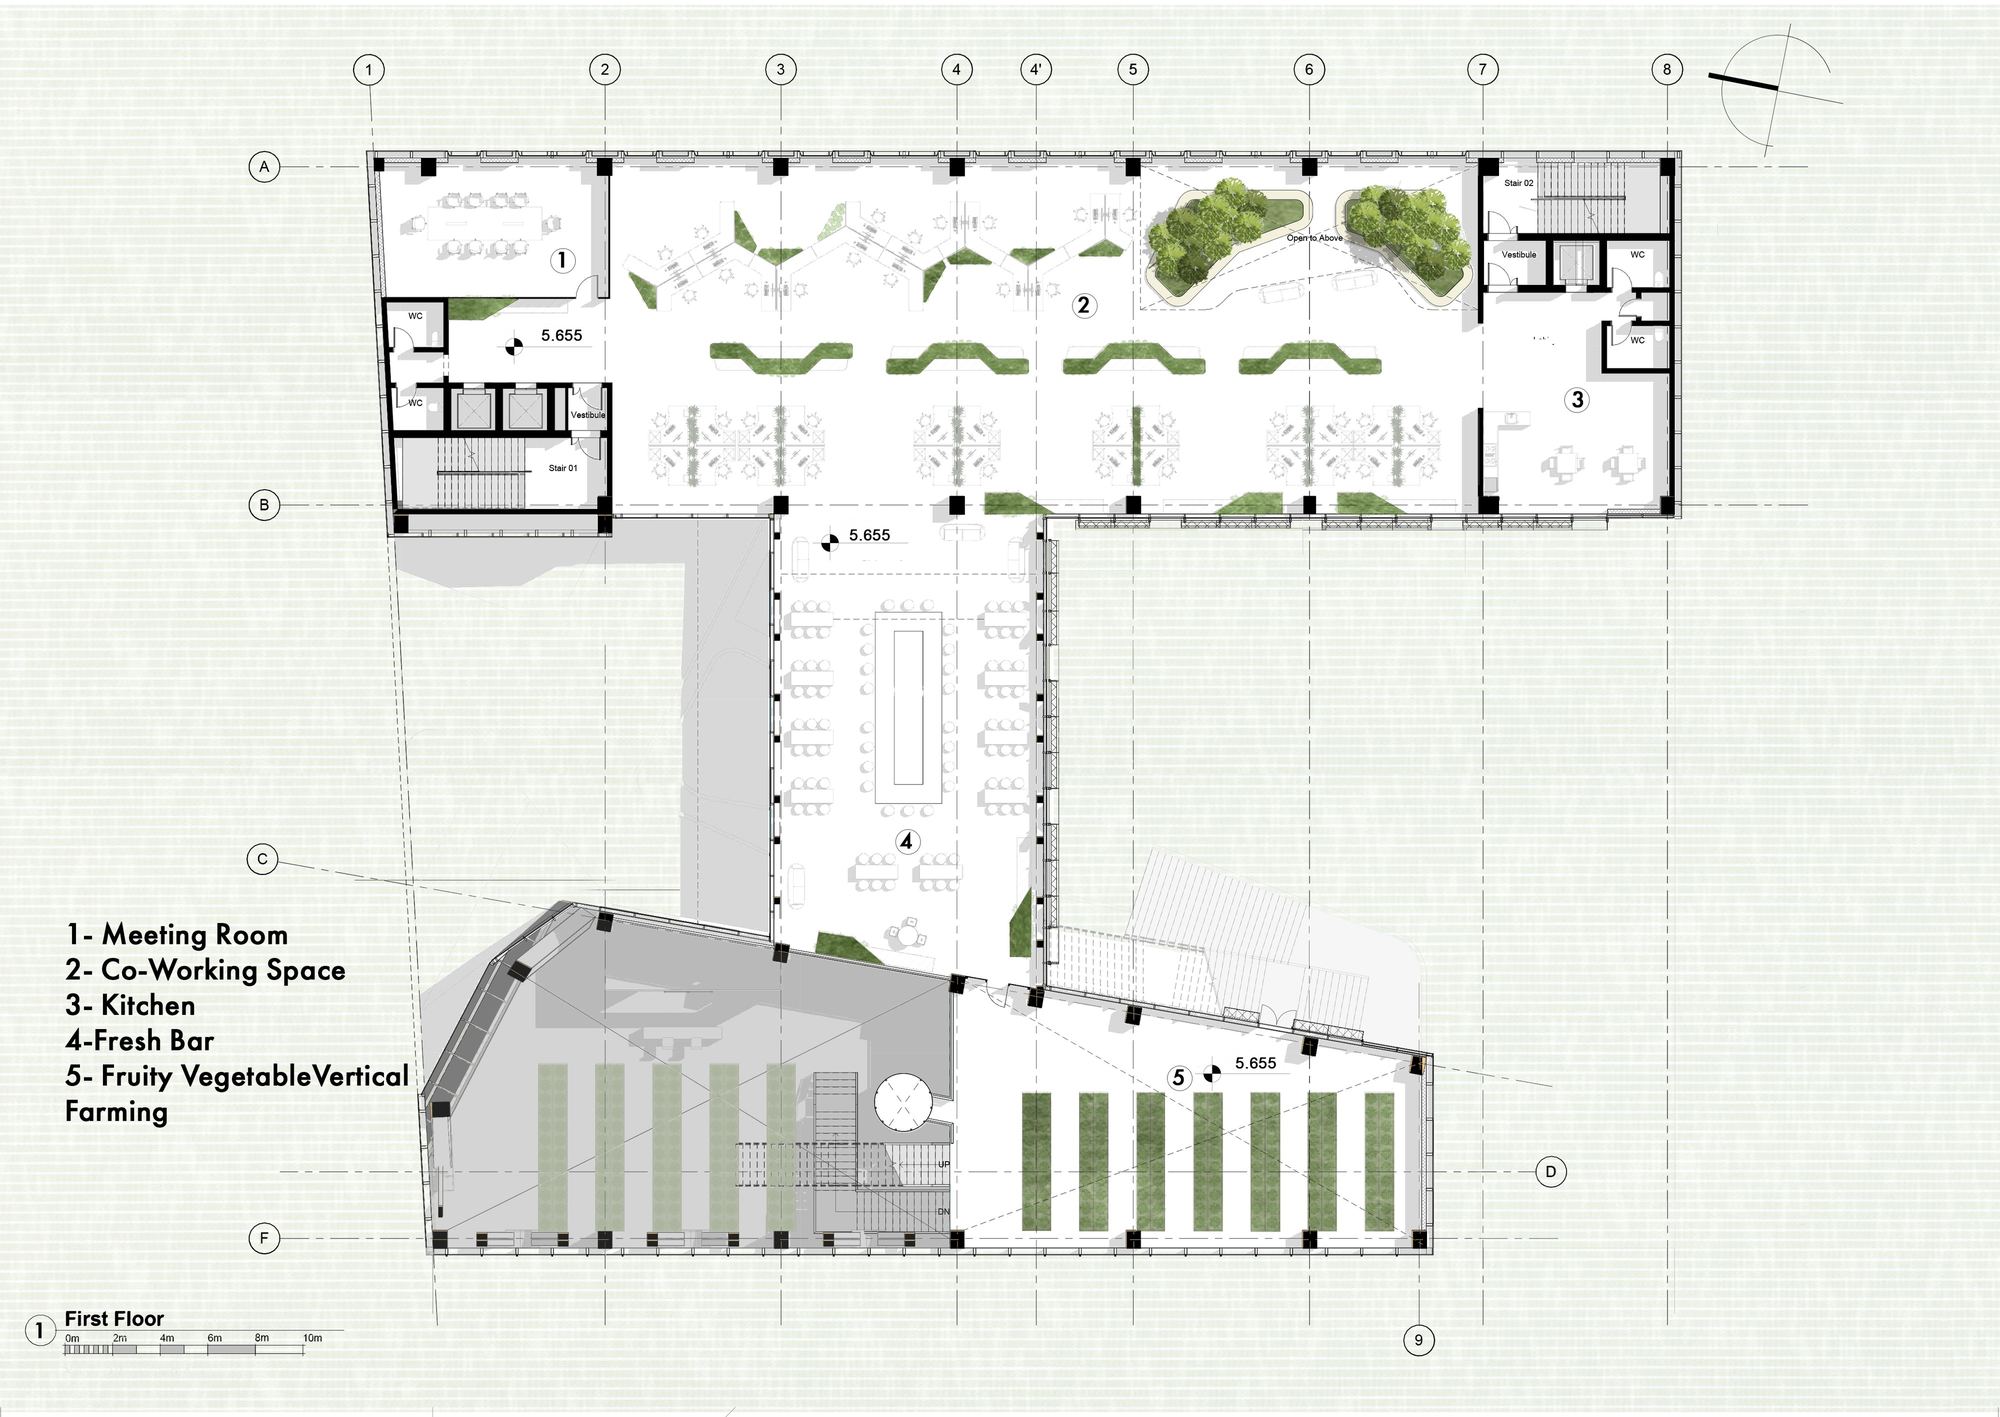 1
2
3
4
4'
5
6
7
8
A
Stair 02
1
Open to Above
Vestibule
WC
2
WC
5.655
WC
WC
3
Vestibule
Stair 01
B
5.655
4
C
1- Meeting Room
2- Co-Working Space
3- Kitchen
4-Fresh Bar
5- Fruity VegetableVertical
Farming
5
5.655
UP
D
DN
F
1
First Floor
0m 2m 4m 6m 8m 10m
9